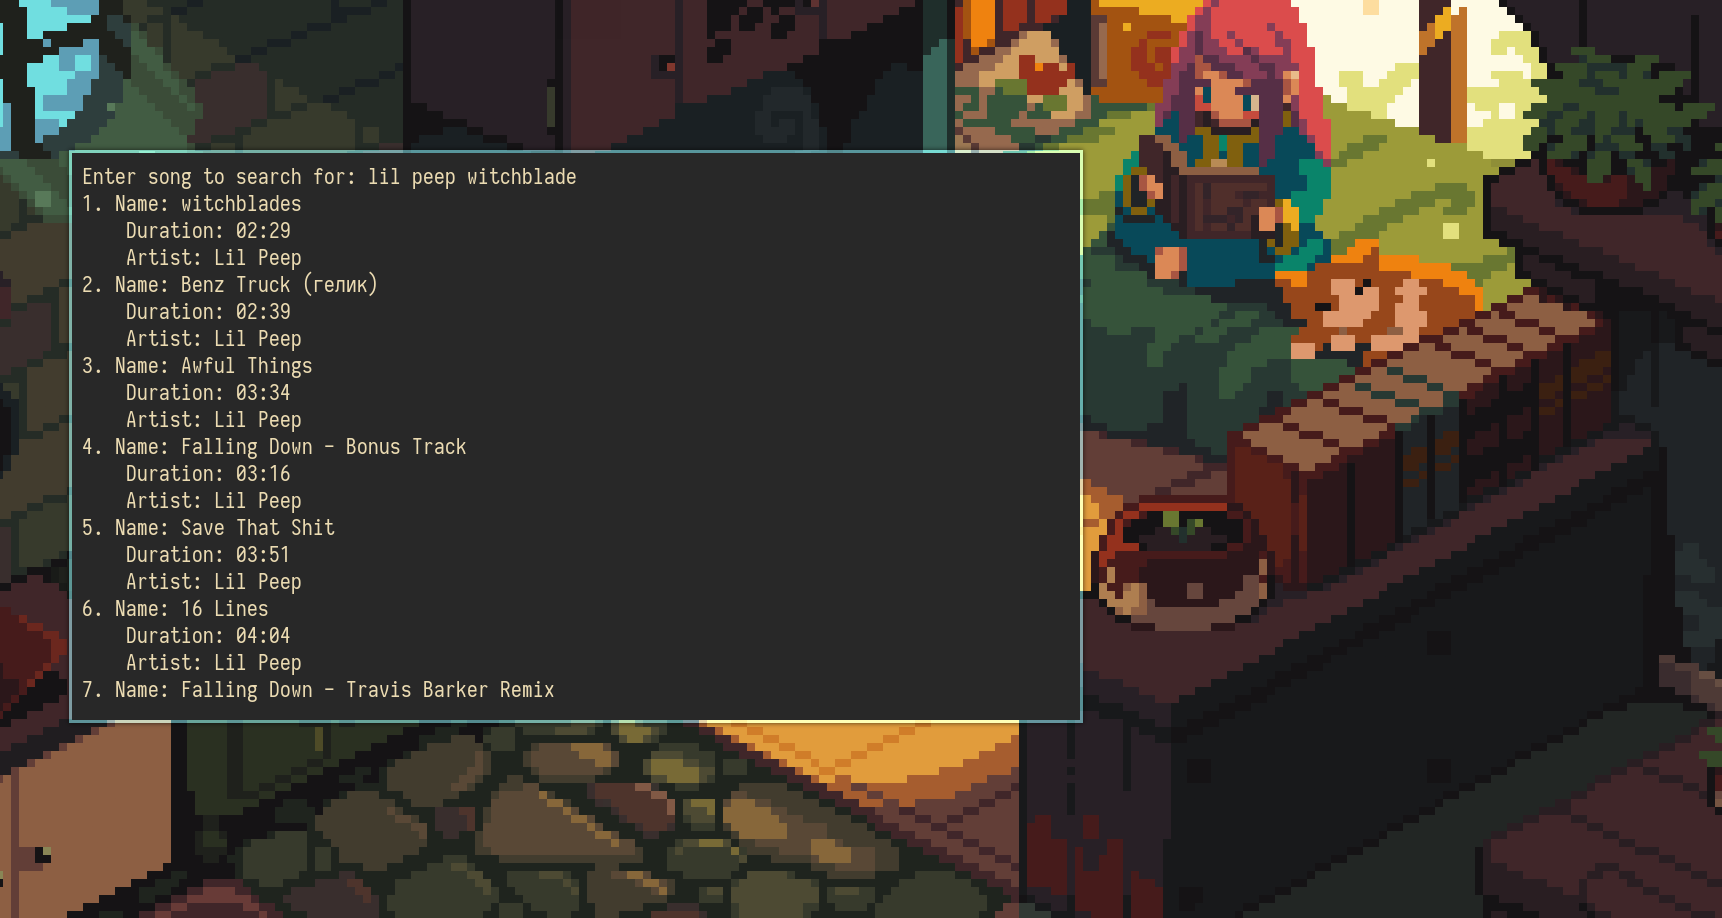 Enter song to search for: lil peep witchblade
1. Name: witchblades
Duration: 02:29
Artist: Lil Peep
2. Name: Benz Truck (гелик)
Duration: 02:39
Artist: Lil Peep
3. Name: Awful Things
Duration: 03:34
Artist: Lil Peep
4. Name: Falling Down - Bonus Track
Duration: 03:16
Artist: Lil Peep
5. Name: Save That Shit
Duration: 03:51
Artist: Lil Peep
6. Name: 16 Lines
Duration: 04:04
Artist: Lil Peep
7. Name: Falling Down - Travis Barker Remix